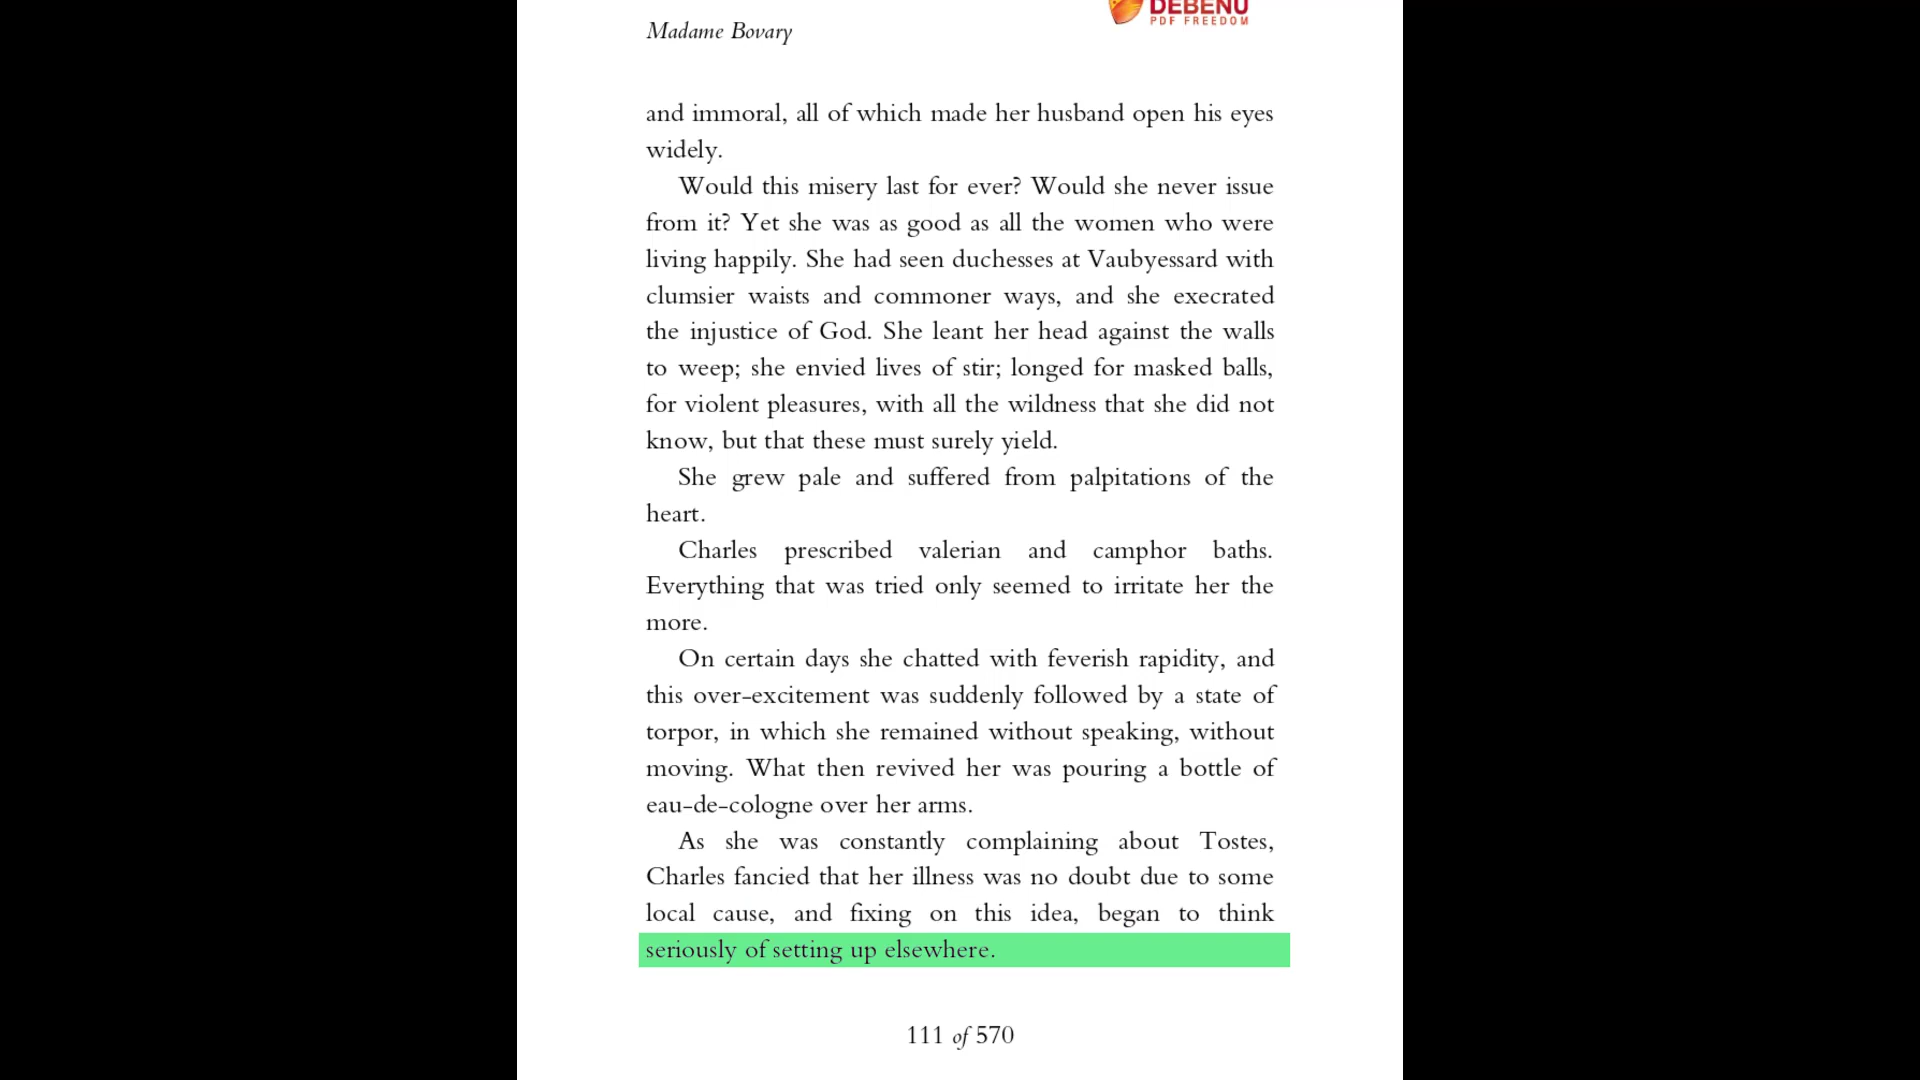 DEBENU
PDF FREEDOM
Madame Bovary
and immoral, all of which made her husband open his eyes
widely.
Would this misery last for ever? Would she never issue
from it? Yet she was as good as all the women who were
living happily. She had seen duchesses at Vaubyessard with
clumsier waists and commoner ways, and she execrated
the injustice of God. She leant her head against the walls
to weep; she envied lives of stir; longed for masked balls,
for violent pleasures, with all the wildness that she did not
know, but that these must surely yield.
She grew pale and suffered from palpitations of the
heart.
Charles prescribed valerian and camphor baths.
Everything that was tried only seemed to irritate her the
more.
On certain days she chatted with feverish rapidity, and
this over-excitement was suddenly followed by a state of
torpor, in which she remained without speaking, without
moving. What then revived her was pouring a bottle of
eau-de-cologne over her arms.
As she was constantly complaining about Tostes,
Charles fancied that her illness was no doubt due to some
local cause, and fixing on this idea, began to think
seriously of setting up elsewhere.
111 of 570